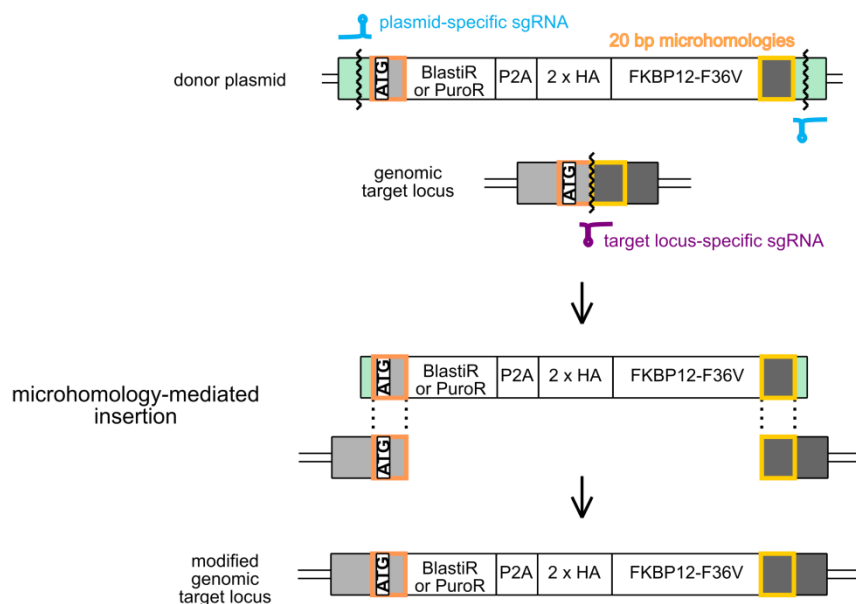 plasmid-specific sgRNA
20 bp microhomologies
donor plasmid
ATG
BlastiR
or PuroR
P2A
2 x HA
FKBP12-F36V
genomic
target locus
ATG
target locus-specific sgRNA
microhomology-mediated
insertion
ATG
BlastiR
or PuroR
P2A
2 x HA
FKBP12-F36V
ATG
modified
genomic
target locus
ATG
BlastiR
or PuroR
P2A
2 x HA
FKBP12-F36V